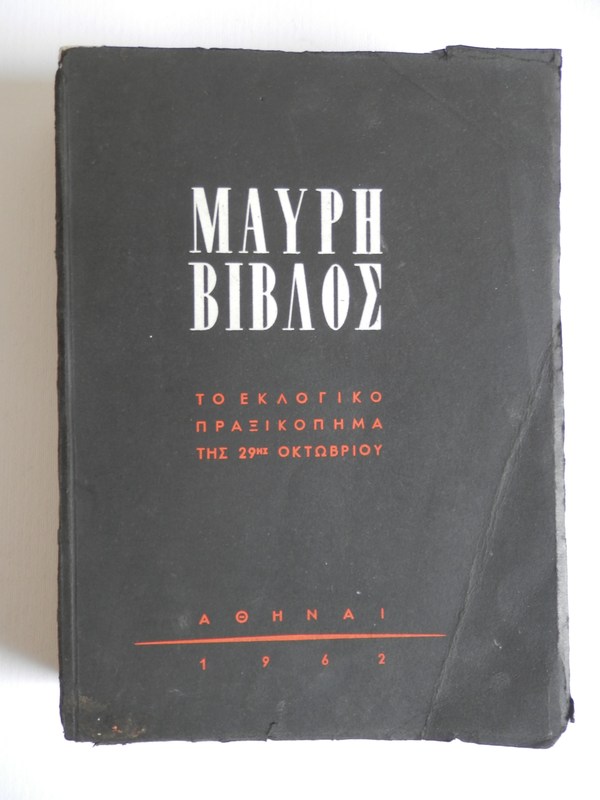 ΜΑΥΡΗ
ΒΙΒΛΟΣ
ΤΟ ΕΚΛΟΓΙΚΟ
ΠΡΑΞΙΚΟΠΗΜΑ
ΤΗΣ 29ΗΣ ΟΚΤΩΒΡΙΟΥ
ΑΘΗΝΑΙ
1962